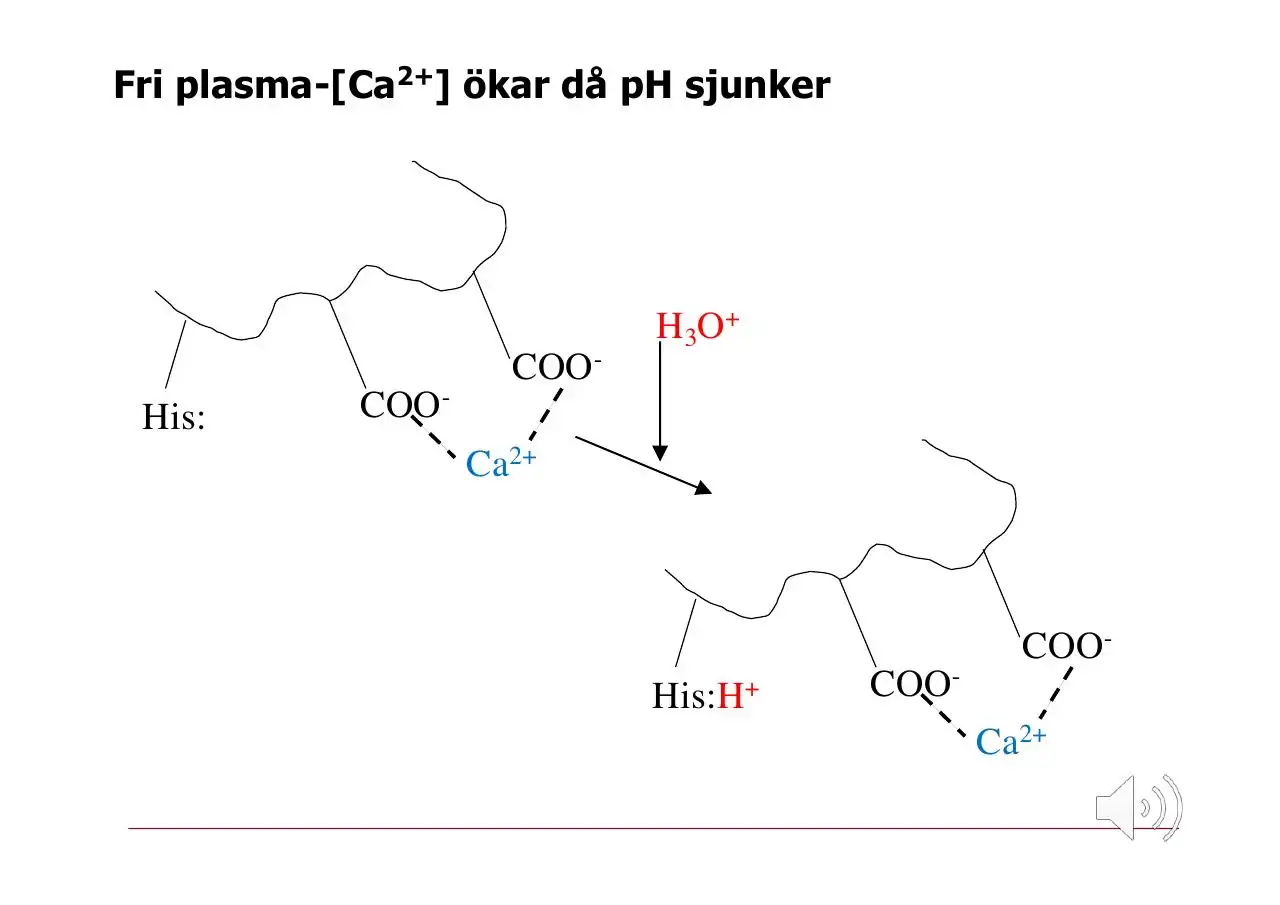 Fri plasma-[Ca²⁺] ökar då pH sjunker
H₃O⁺
COO⁻
COO⁻
His:
Ca²⁺
COO⁻
COO⁻
His:H⁺
Ca²⁺